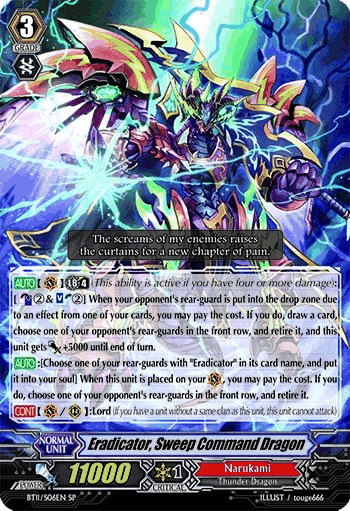 3
GRADE
The screams of my enemies raises
the curtains for a new chapter of pain.
AUTO [ ] LB 4 (This ability is active if you have four or more damage):
[ ② & ②] When your opponent's rear-guard is put into the drop zone due
to an effect from one of your cards, you may pay the cost. If you do, draw a card,
choose one of your opponent's rear-guards in the front row, and retire it, and this
unit gets +5000 until end of turn.
AUTO :[Choose one of your rear-guards with "Eradicator" in its card name, and put
it into your soul] When this unit is placed on your , you may pay the cost. If you
do, choose one of your opponent's rear-guards in the front row, and retire it.
CONT [ / ]:Lord (If you have a unit without a same clan as this unit, this unit cannot attack)
NORMAL UNIT Eradicator, Sweep Command Dragon
POWER 11000 1 CRITICAL Narukami
Thunder Dragon
BT11/S06EN SP ILLUST / touge666